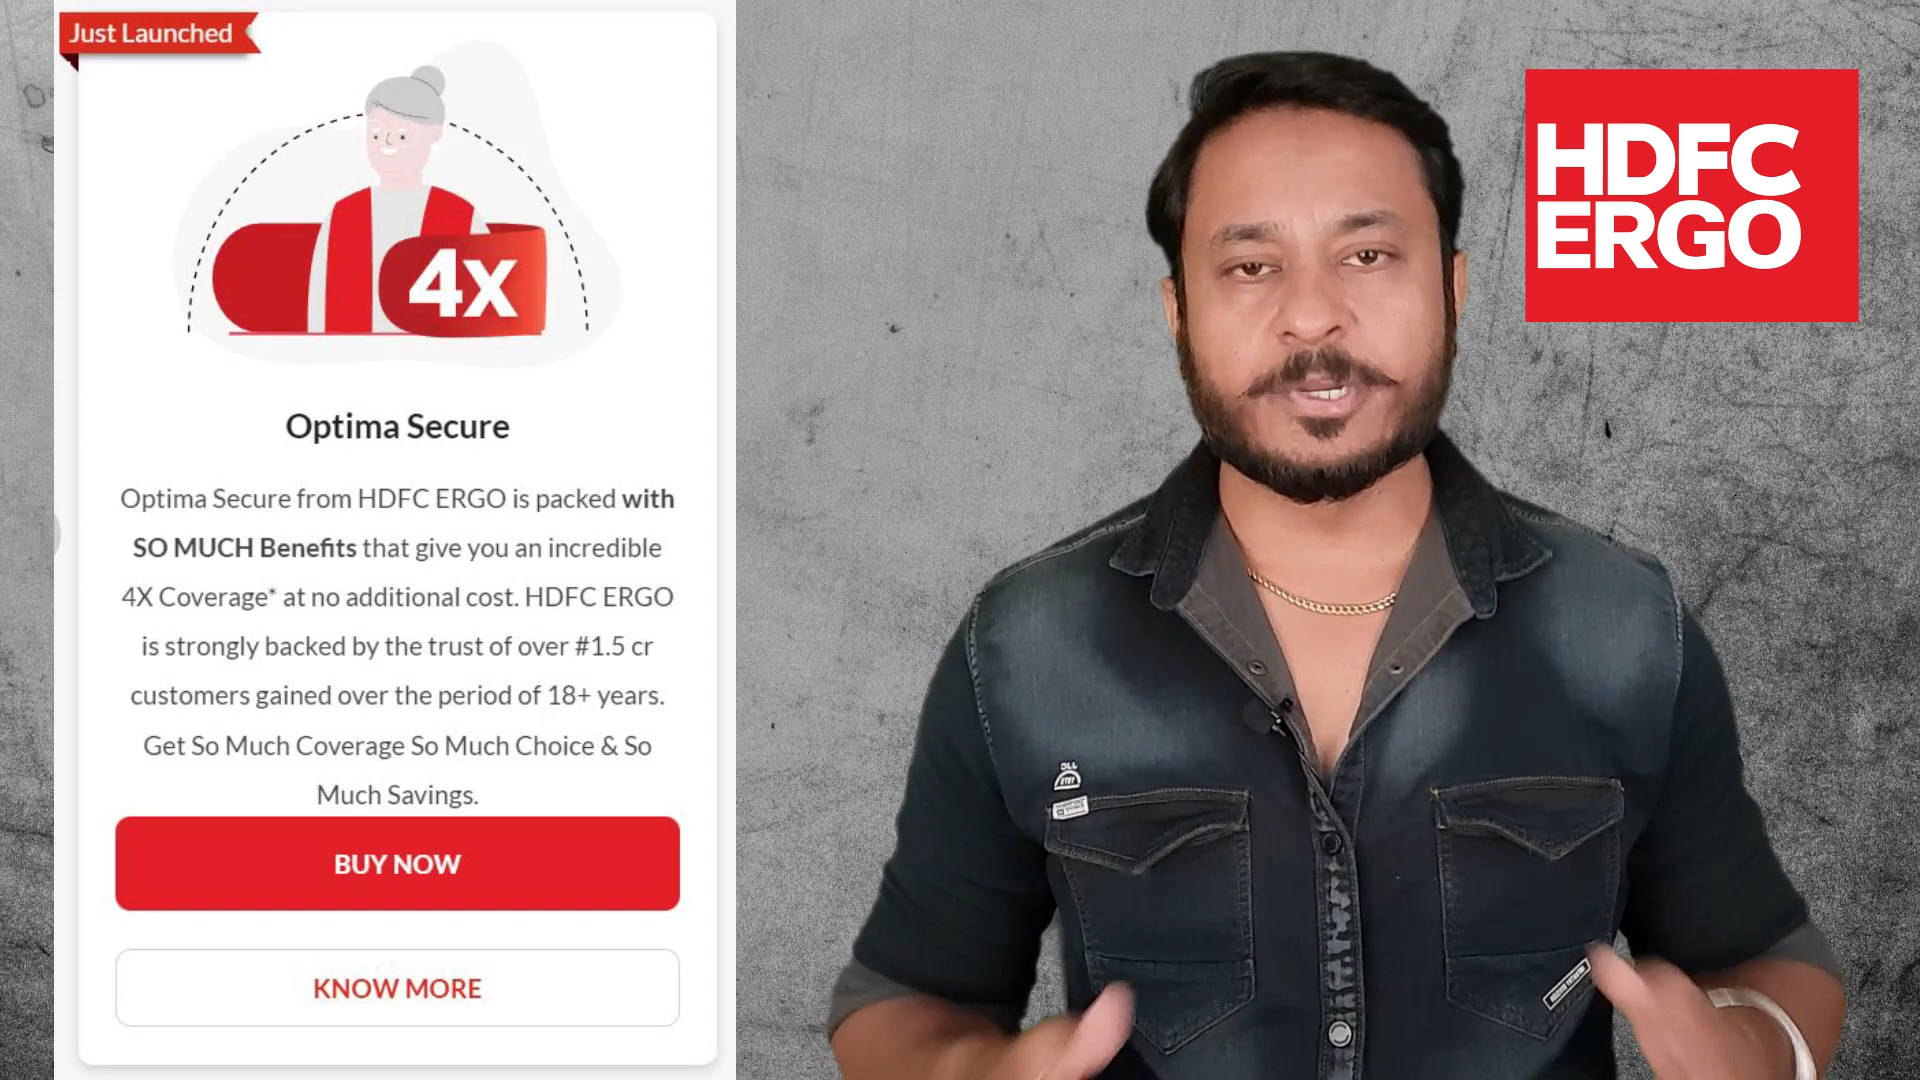 Just Launched
4x
Optima Secure
Optima Secure from HDFC ERGO is packed with
SO MUCH Benefits that give you an incredible
4X Coverage* at no additional cost. HDFC ERGO
is strongly backed by the trust of over #1.5 cr
customers gained over the period of 18+ years.
Get So Much Coverage So Much Choice & So
Much Savings.
BUY NOW
KNOW MORE
HDFC
ERGO